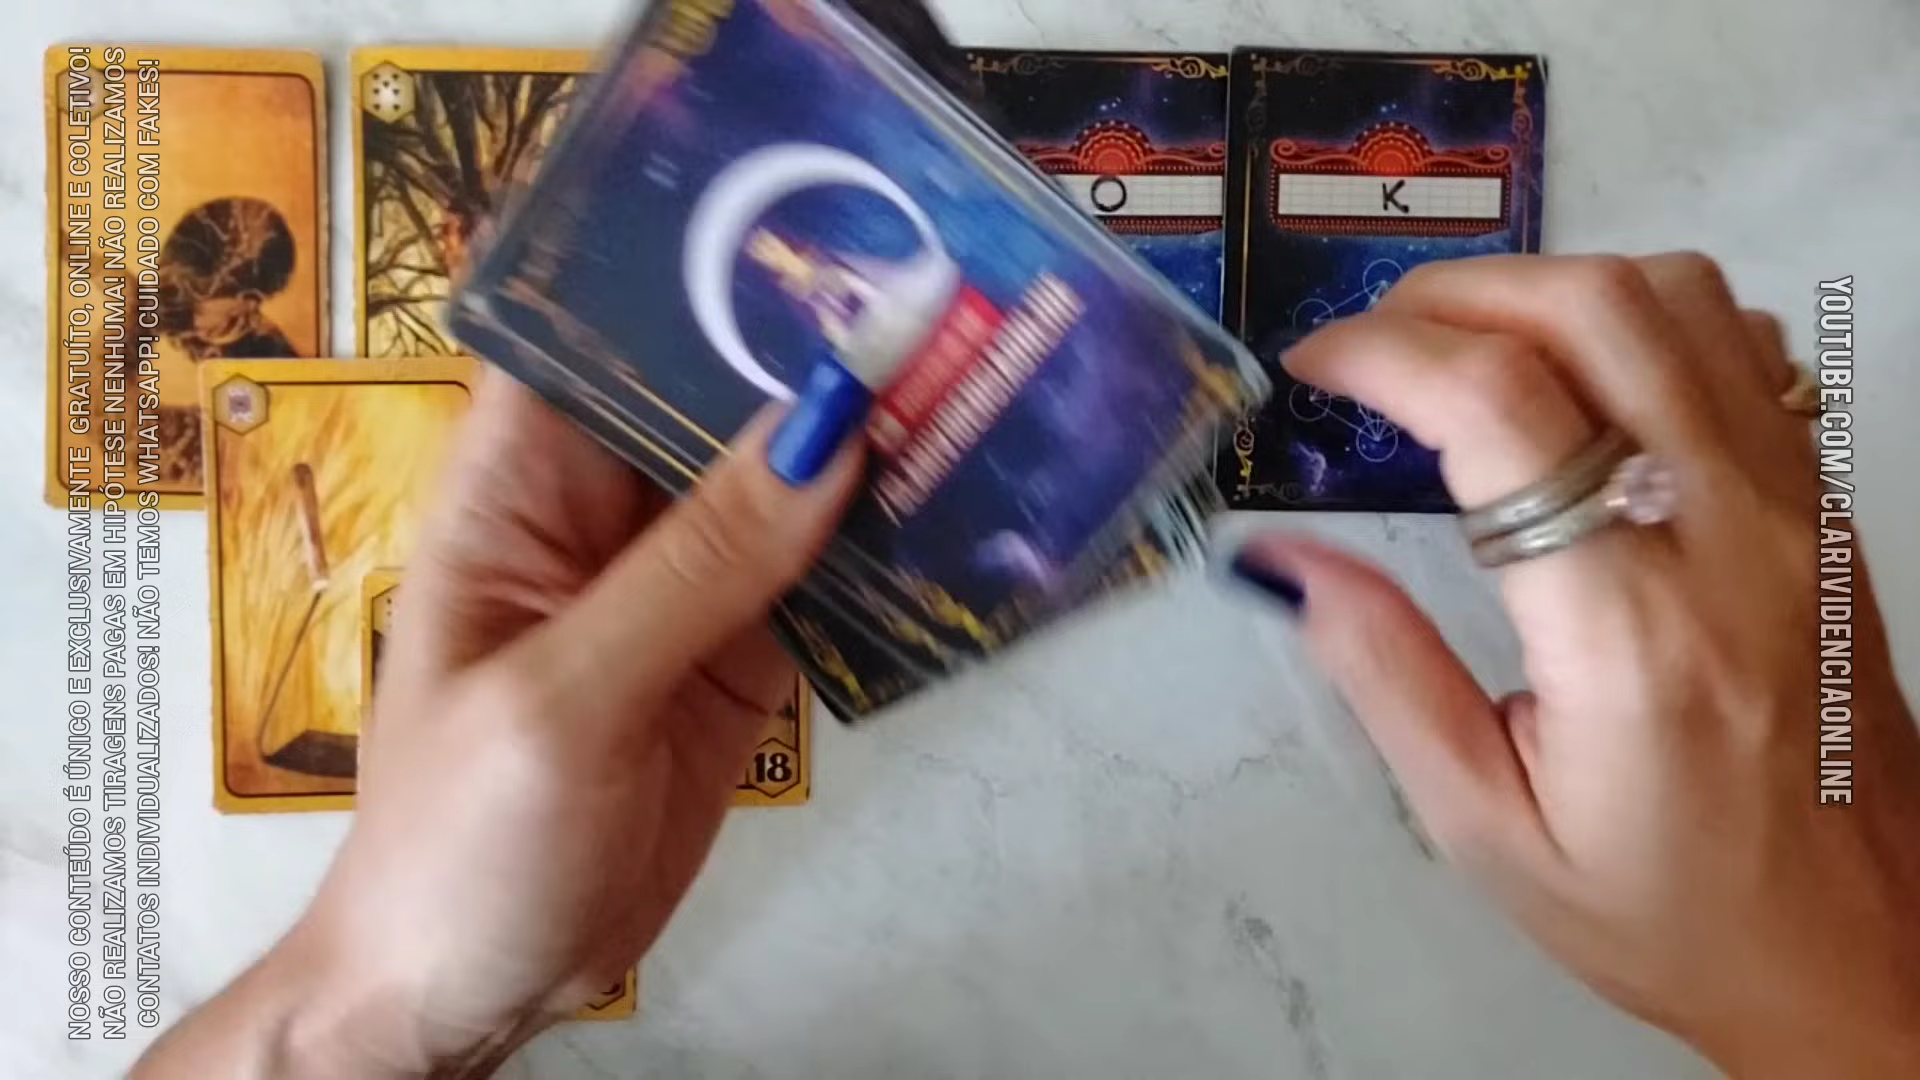 NOSSO CONTEÚDO É ÚNICO E EXCLUSIVAMENTE GRATUÍTO, ONLINE E COLETIVO!
NÃO REALIZAMOS TIRAGENS PAGAS EM HIPÓTESE NENHUMA! NÃO REALIZAMOS
CONTATOS INDIVIDUALIZADOS! NÃO TEMOS WHATSAPP! CUIDADO COM FAKES!
O
K
18
YOUTUBE.COM/CLARIVIDENCIAONLINE